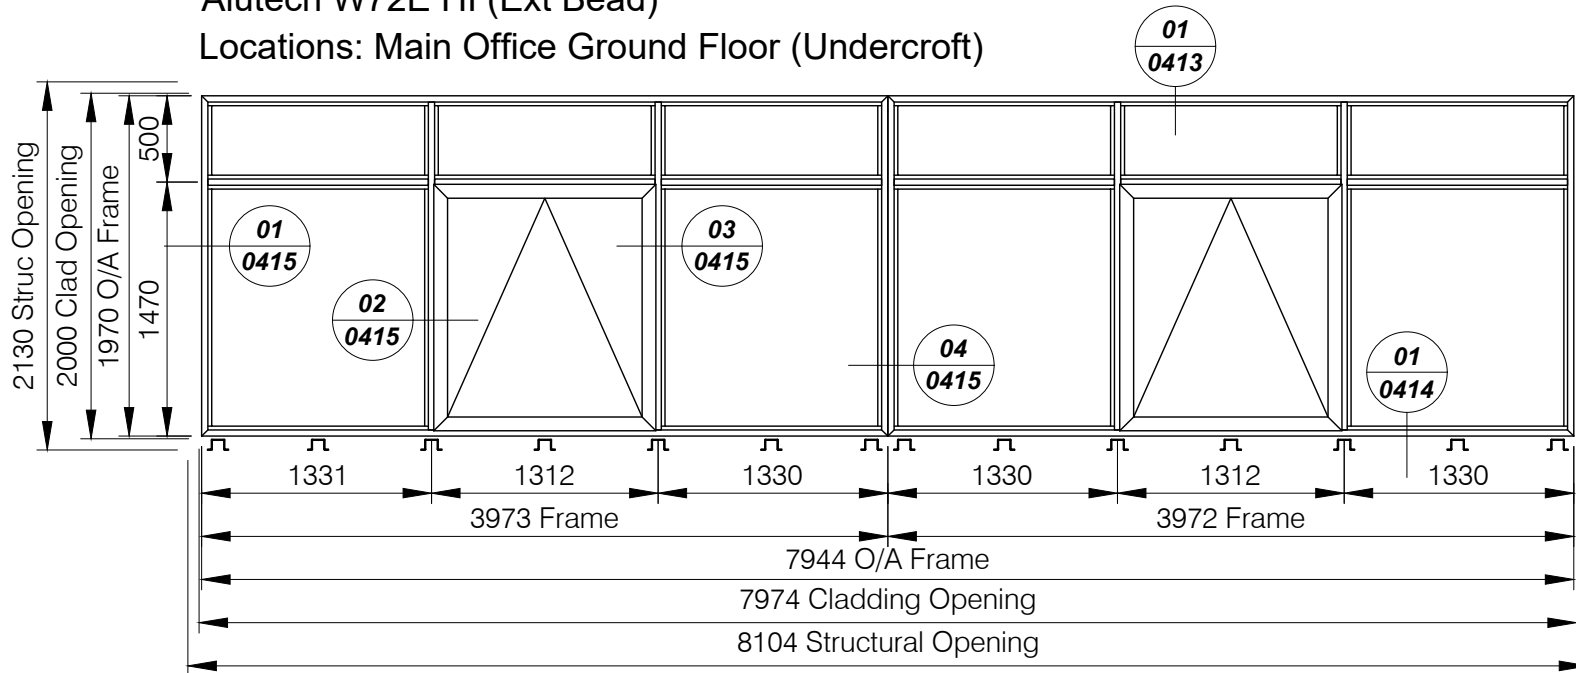 Alutech W72E HI (Ext Bead)
Locations: Main Office Ground Floor (Undercroft)
01
0413
2130 Struc Opening
2000 Clad Opening
1970 O/A Frame
500
1470
01
0415
02
0415
03
0415
04
0415
01
0414
1331
1312
1330
1330
1312
1330
3973 Frame
3972 Frame
7944 O/A Frame
7974 Cladding Opening
8104 Structural Opening